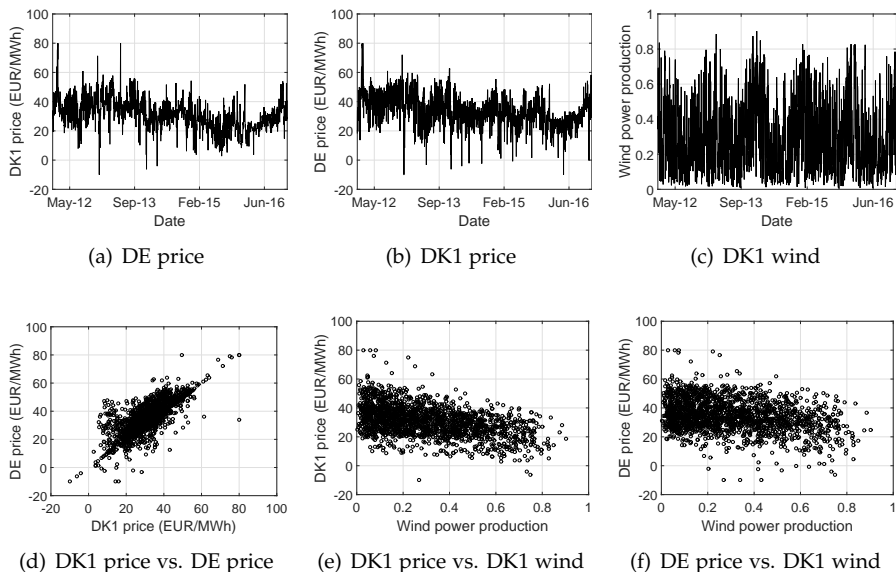 100
80
60
40
20
0
-20
DK1 price (EUR/MWh)
May-12 Sep-13 Feb-15 Jun-16
Date
(a) DE price
100
80
60
40
20
0
-20
DE price (EUR/MWh)
May-12 Sep-13 Feb-15 Jun-16
Date
(b) DK1 price
1
0.8
0.6
0.4
0.2
0
Wind power production
May-12 Sep-13 Feb-15 Jun-16
Date
(c) DK1 wind
100
80
60
40
20
0
-20
DE price (EUR/MWh)
-20 0 20 40 60 80 100
DK1 price (EUR/MWh)
(d) DK1 price vs. DE price
100
80
60
40
20
0
-20
DK1 price (EUR/MWh)
0 0.2 0.4 0.6 0.8 1
Wind power production
(e) DK1 price vs. DK1 wind
100
80
60
40
20
0
-20
DE price (EUR/MWh)
0 0.2 0.4 0.6 0.8 1
Wind power production
(f) DE price vs. DK1 wind